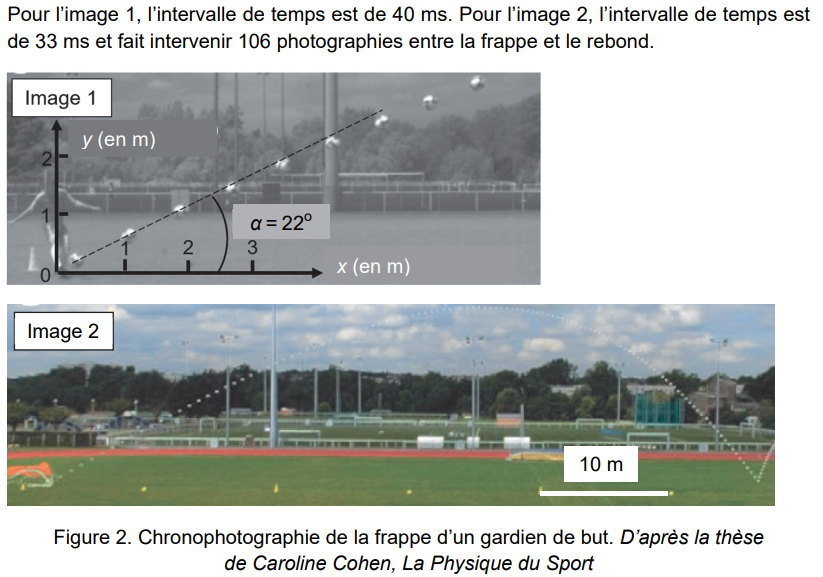 Pour l’image 1, l’intervalle de temps est de 40 ms. Pour l’image 2, l’intervalle de temps est
de 33 ms et fait intervenir 106 photographies entre la frappe et le rebond.
Image 1
y (en m)
2
1
α = 22°
1 2 3
0
x (en m)
Image 2
10 m
Figure 2. Chronophotographie de la frappe d’un gardien de but. D’après la thèse
de Caroline Cohen, La Physique du Sport